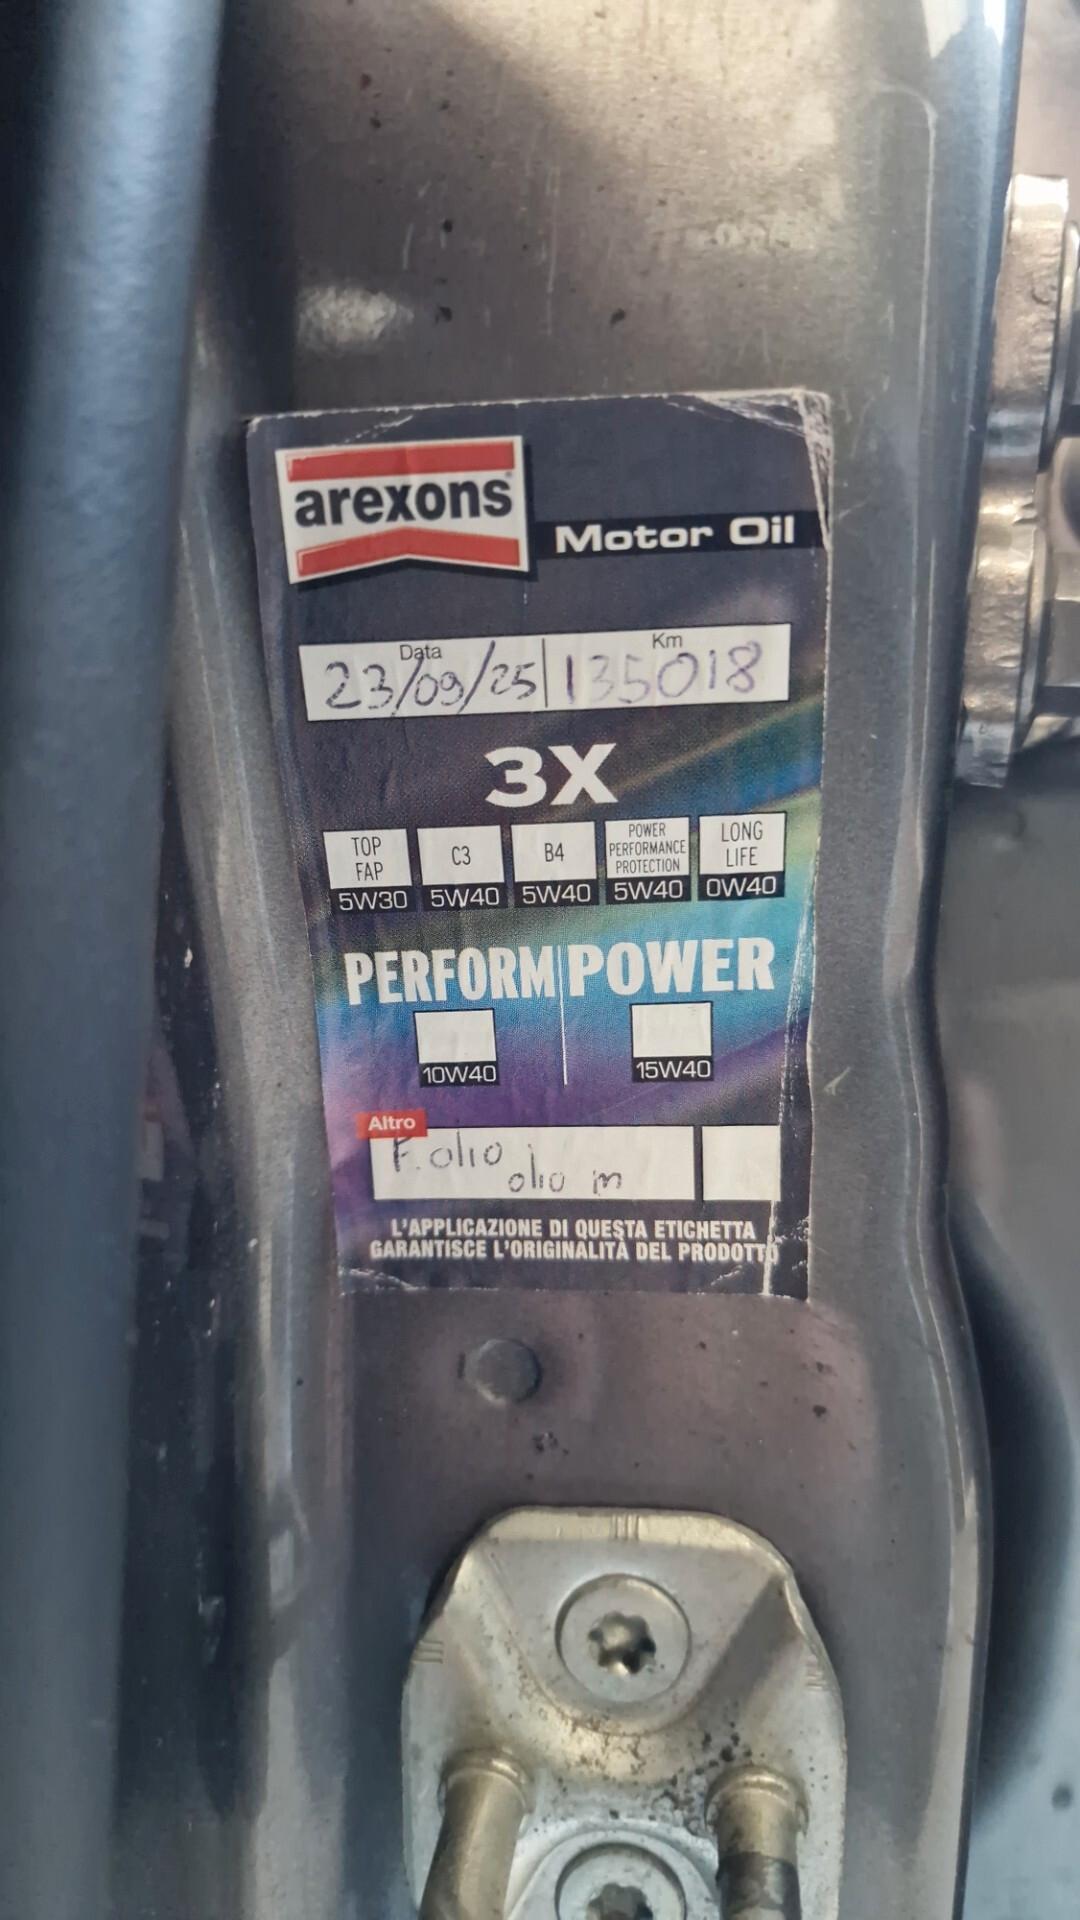 arexons
Motor Oil
Data Km
23/09/25 135018
3X
TOP FAP
5W30
C3
5W40
B4
5W40
POWER PERFORMANCE PROTECTION
5W40
LONG LIFE
0W40
PERFORM POWER
10W40 15W40
Altro
F. olio
olio m
L'APPLICAZIONE DI QUESTA ETICHETTA
GARANTISCE L'ORIGINALITÀ DEL PRODOTTO